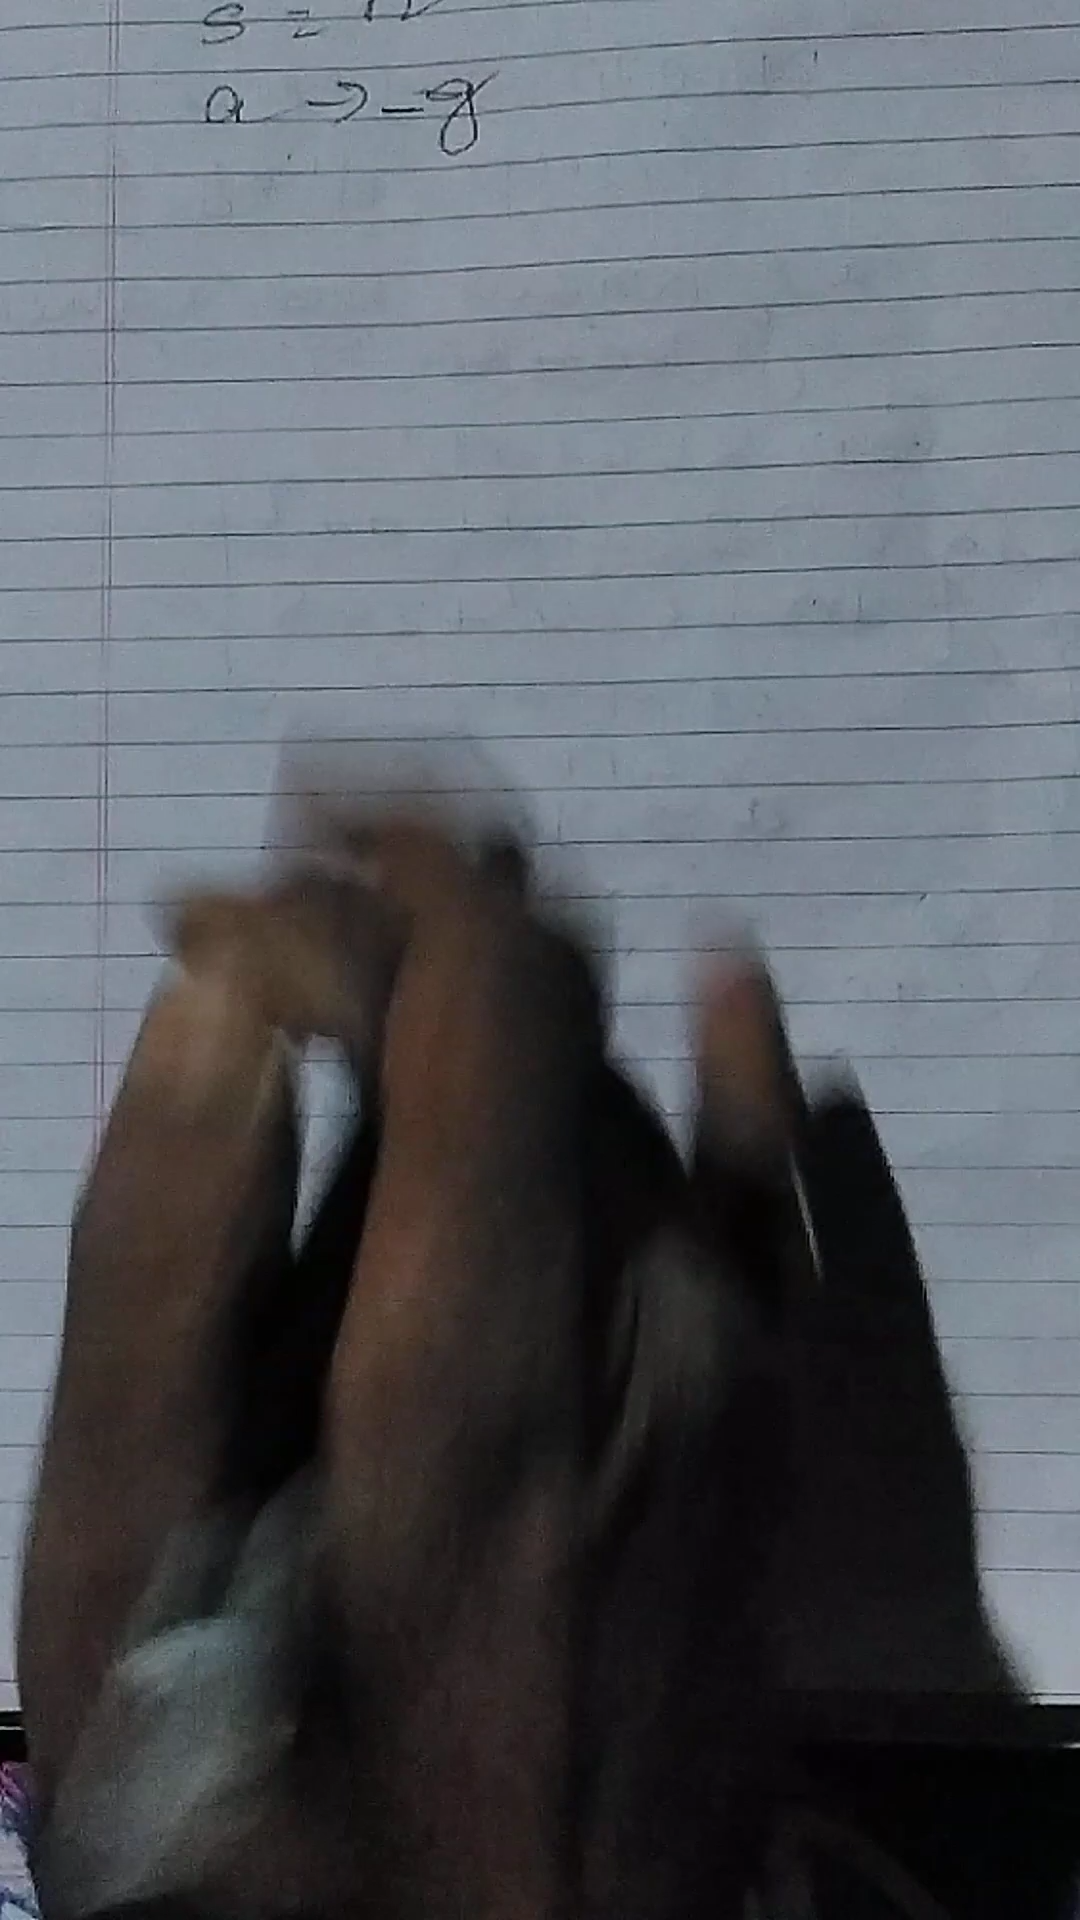 s =
a → -g